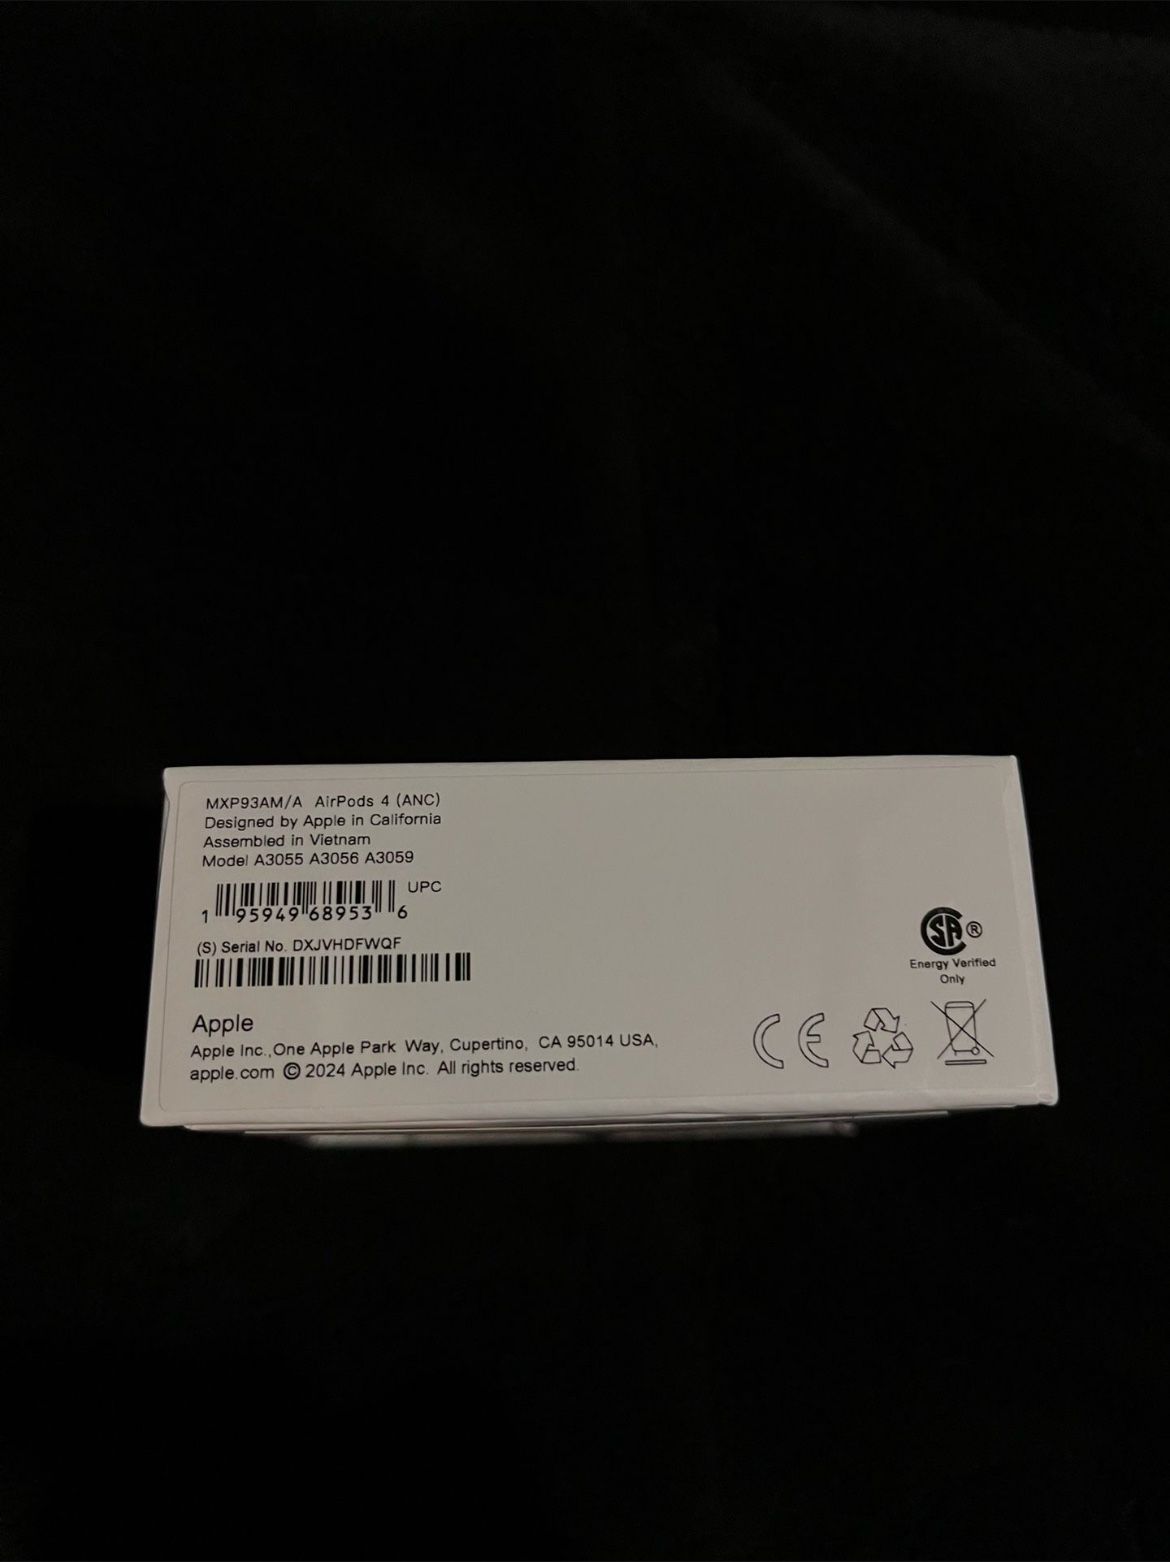 MXP93AM/A AirPods 4 (ANC)
Designed by Apple in California
Assembled in Vietnam
Model A3055 A3056 A3059
UPC
1 95949 68953 6
(S) Serial No. DXJVHDFWQF
Apple
Apple Inc.,One Apple Park Way, Cupertino, CA 95014 USA,
apple.com © 2024 Apple Inc. All rights reserved.
SA ®
Energy Verified
Only
CE